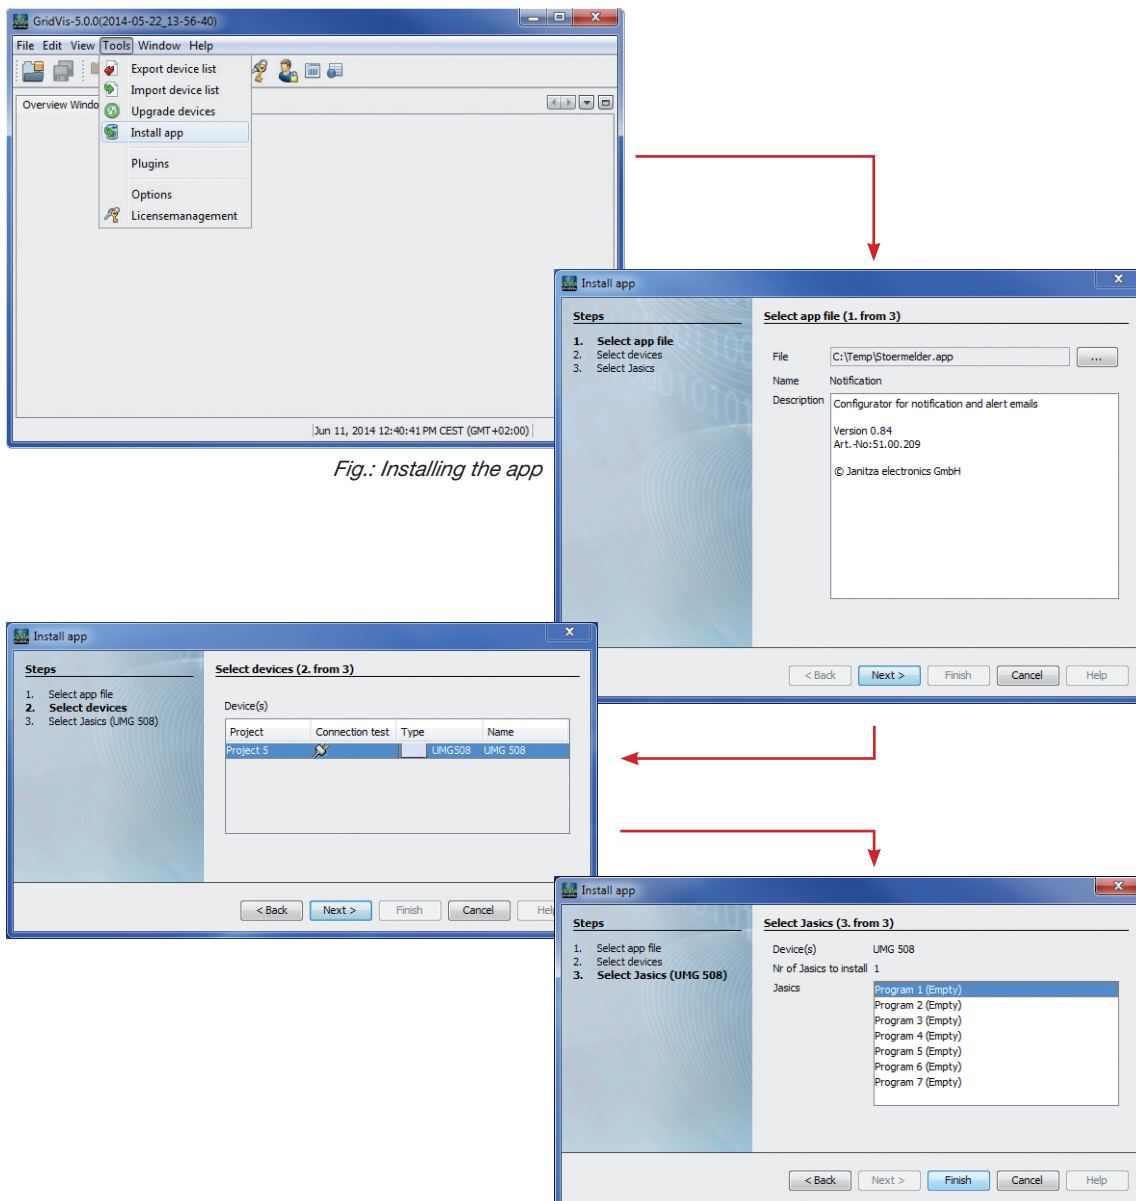 GridVis-5.0.0(2014-05-22_13-56-40)
File Edit View Tools Window Help
Export device list
Import device list
Overview Windo
Upgrade devices
Install app
Plugins
Options
Licensemanagement
Jun 11, 2014 12:40:41 PM CEST (GMT+02:00)
Fig.: Installing the app
Install app
Steps
1. Select app file
2. Select devices
3. Select Jasics
Select app file (1. from 3)
File C:\Temp\Stoermelder.app ...
Name Notification
Description Configurator for notification and alert emails
Version 0.84
Art.-No:51.00.209
© Janitza electronics GmbH
< Back Next > Finish Cancel Help
Install app
Steps
1. Select app file
2. Select devices
3. Select Jasics (UMG 508)
Select devices (2. from 3)
Device(s)
Project Connection test Type Name
Project 5 UMG508 UMG 508
< Back Next > Finish Cancel Hel
Install app
Steps
1. Select app file
2. Select devices
3. Select Jasics (UMG 508)
Select Jasics (3. from 3)
Device(s) UMG 508
Nr of Jasics to install 1
Jasics
Program 1 (Empty)
Program 2 (Empty)
Program 3 (Empty)
Program 4 (Empty)
Program 5 (Empty)
Program 6 (Empty)
Program 7 (Empty)
< Back Next > Finish Cancel Help